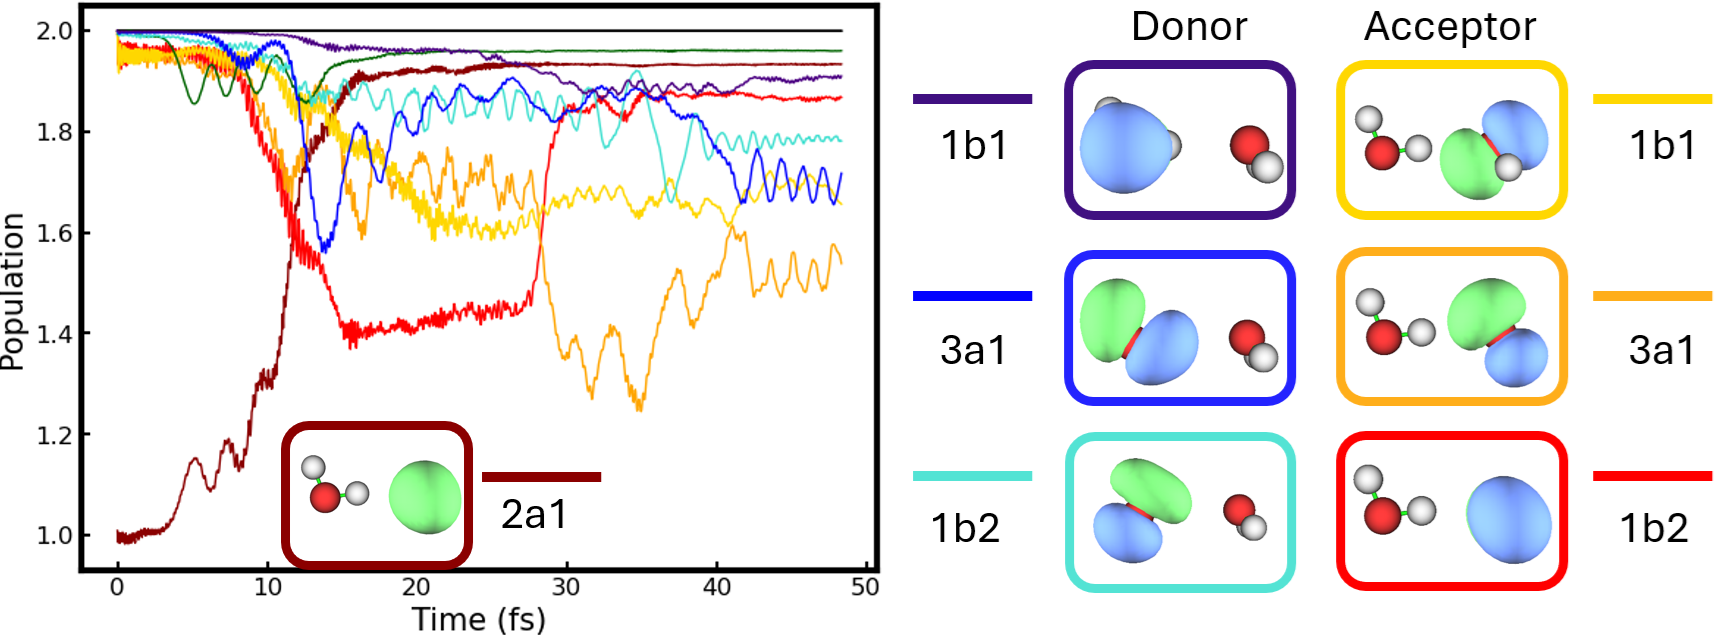 Population
2.0
1.8
1.6
1.4
1.2
1.0
0
10
20
30
40
50
Time (fs)
2a1
Donor
Acceptor
1b1
1b1
3a1
3a1
1b2
1b2